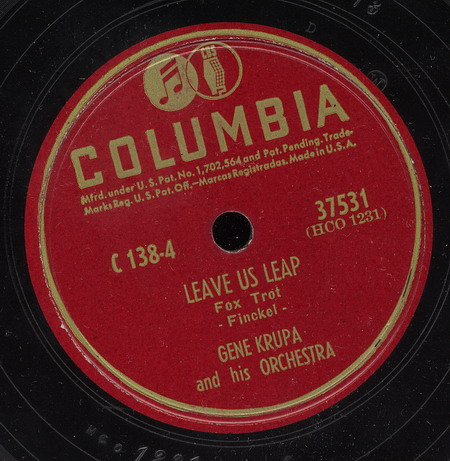 COLUMBIA
Mfrd. under U.S. Pat. No. 1,702,564 and Pat. Pending. Trade-
Marks Reg. U.S. Pat. Off.—Marcas Registradas. Made in U.S.A.
37531
(HCO 1231)
C 138-4
LEAVE US LEAP
Fox Trot
- Finckel -
GENE KRUPA
and his ORCHESTRA